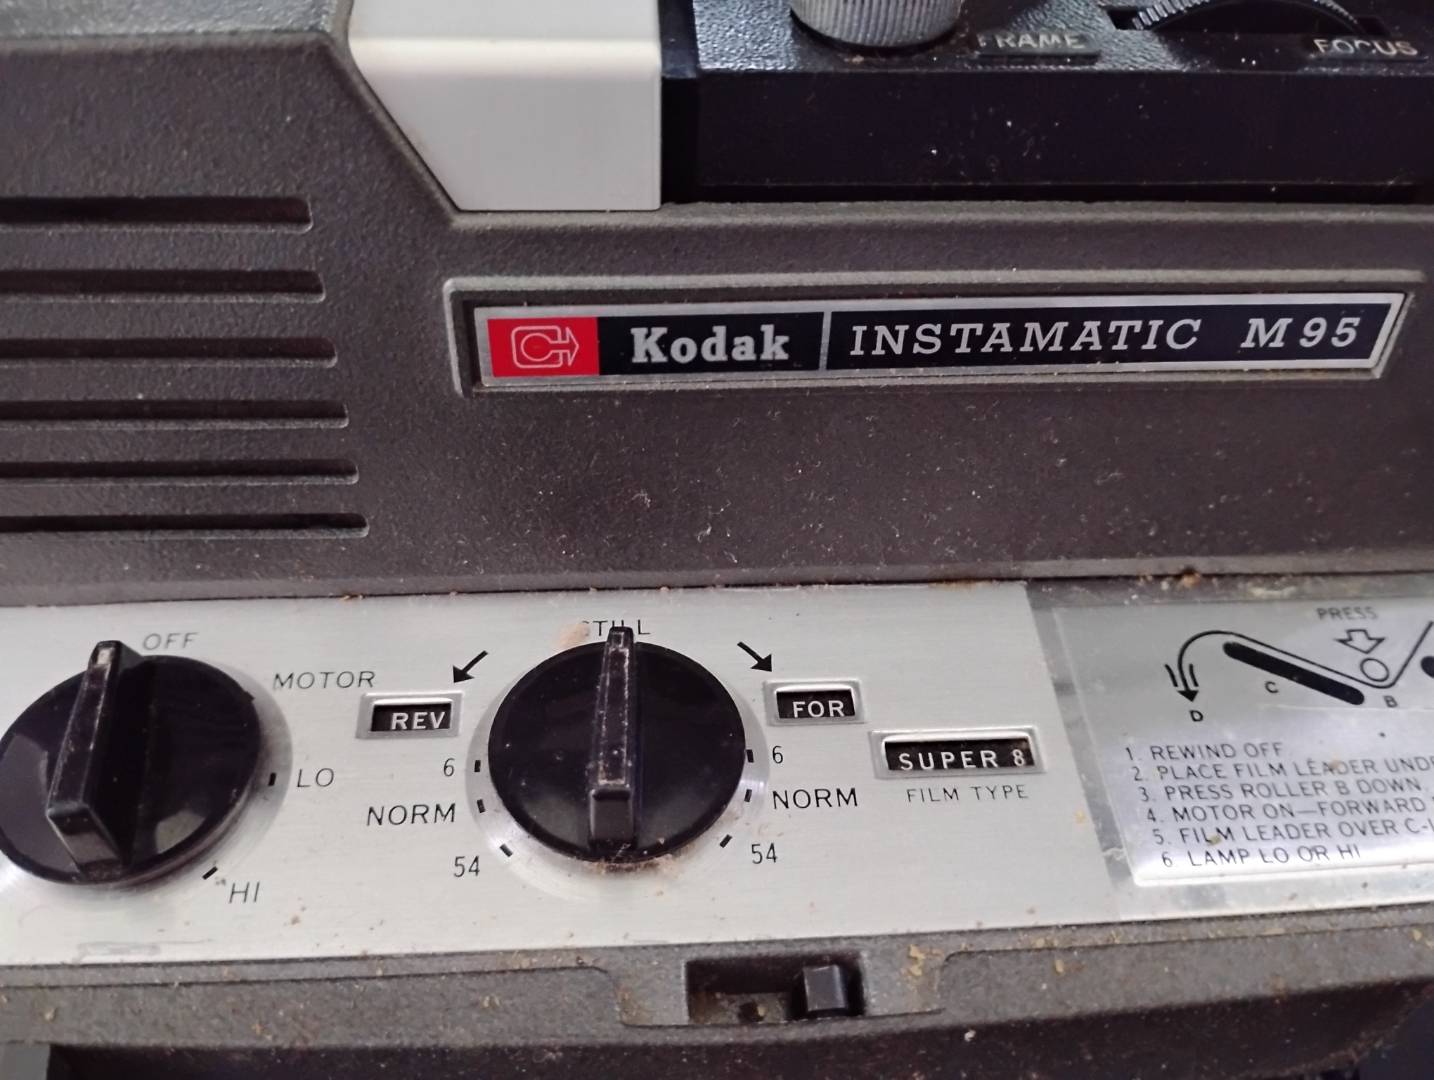 FRAME
FOCUS
Kodak INSTAMATIC M95
OFF
MOTOR
LO
HI
STILL
REV
FOR
6
NORM
54
6
NORM
54
SUPER 8
FILM TYPE
PRESS
C
B
D
1. REWIND OFF
2. PLACE FILM LEADER
3. PRESS ROLLER B DOWN
4. MOTOR ON—FORWARD
5. FILM LEADER OVER C-
6 LAMP LO OR HI